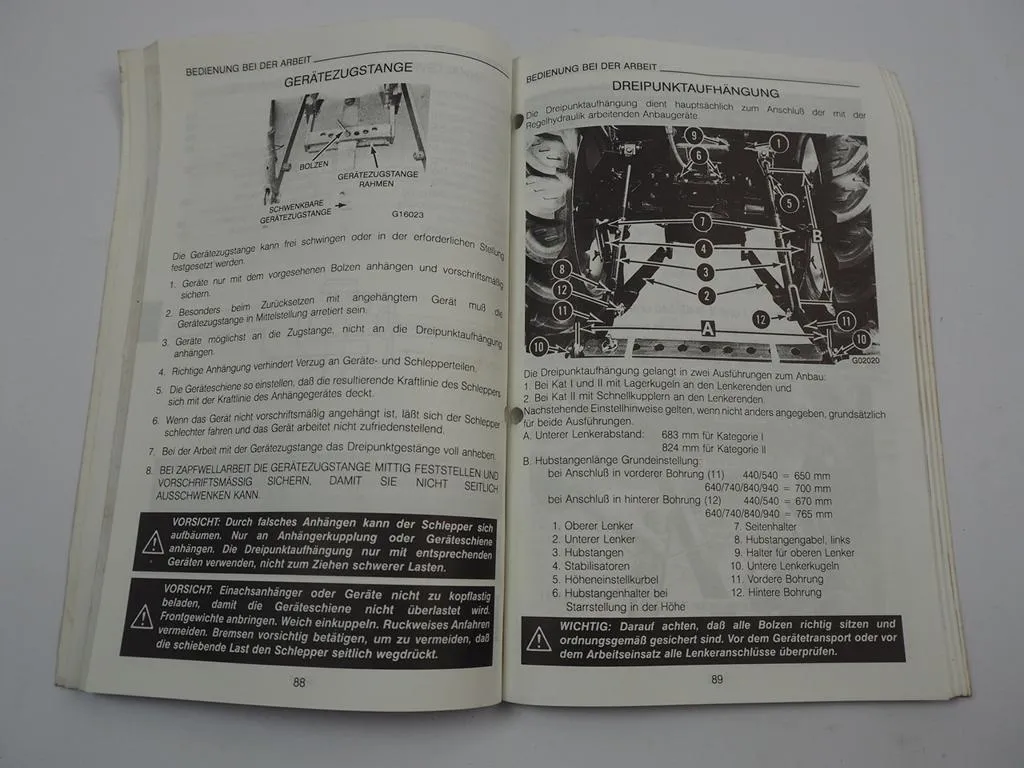 BEDIENUNG BEI DER ARBEIT
GERÄTEZUGSTANGE
BOLZEN
GERÄTEZUGSTANGE
RAHMEN
SCHWENKBARE
GERÄTEZUGSTANGE
G16023
Die Gerätezugstange kann frei schwingen oder in der erforderlichen Stellung
festgesetzt werden.
1. Geräte nur mit dem vorgesehenen Bolzen anhängen und vorschriftsmäßig
sichern.
2. Besonders beim Zurücksetzen mit angehängtem Gerät muß die
Gerätezugstange in Mittelstellung arretiert sein.
3. Geräte möglichst an die Zugstange, nicht an die Dreipunktaufhängung
anhängen.
4. Richtige Anhängung verhindert Verzug an Geräte- und Schlepperteilen.
5. Die Geräteschiene so einstellen, daß die resultierende Kraftlinie des Schleppers
sich mit der Kraftlinie des Anhängegerätes deckt.
6. Wenn das Gerät nicht vorschriftsmäßig angehängt ist, läßt sich der Schlepper
schlechter fahren und das Gerät arbeitet nicht zufriedenstellend.
7. Bei der Arbeit mit der Gerätezugstange das Dreipunktgestänge voll anheben.
8. BEI ZAPFWELLARBEIT DIE GERÄTEZUGSTANGE MITTIG FESTSTELLEN UND
VORSCHRIFTSMÄSSIG SICHERN, DAMIT SIE NICHT SEITLICH
AUSSCHWENKEN KANN.
VORSICHT: Durch falsches Anhängen kann der Schlepper sich
aufbäumen. Nur an Anhängerkupplung oder Geräteschiene
anhängen. Die Dreipunktaufhängung nur mit entsprechenden
Geräten verwenden, nicht zum Ziehen schwerer Lasten.
VORSICHT: Einachsanhänger oder Geräte nicht zu kopflastig
beladen, damit die Geräteschiene nicht überlastet wird.
Frontgewichte anbringen. Weich einkuppeln. Ruckweises Anfahren
vermeiden. Bremsen vorsichtig betätigen, um zu vermeiden, daß
die schiebende Last den Schlepper seitlich wegdrückt.
88
BEDIENUNG BEI DER ARBEIT
DREIPUNKTAUFHÄNGUNG
Die Dreipunktaufhängung dient hauptsächlich zum Anschluß der mit der
Regelhydraulik arbeitenden Anbaugeräte.
9
1
6
5
7
B
4
8
3
12
2
11
12
11
A
10
10
G02020
Die Dreipunktaufhängung gelangt in zwei Ausführungen zum Anbau:
1. Bei Kat I und II mit Lagerkugeln an den Lenkerenden und
2. Bei Kat II mit Schnellkupplern an den Lenkerenden.
Nachstehende Einstellhinweise gelten, wenn nicht anders angegeben, grundsätzlich
für beide Ausführungen.
A. Unterer Lenkerabstand: 683 mm für Kategorie I
824 mm für Kategorie II
B. Hubstangenlänge Grundeinstellung:
bei Anschluß in vorderer Bohrung (11) 440/540 = 650 mm
640/740/840/940 = 700 mm
bei Anschluß in hinterer Bohrung (12) 440/540 = 670 mm
640/740/840/940 = 765 mm
1. Oberer Lenker
2. Unterer Lenker
3. Hubstangen
4. Stabilisatoren
5. Höheneinstellkurbel
6. Hubstangenhalter bei
Starrstellung in der Höhe
7. Seitenhalter
8. Hubstangengabel, links
9. Halter für oberen Lenker
10. Untere Lenkerkugeln
11. Vordere Bohrung
12. Hintere Bohrung
WICHTIG: Darauf achten, daß alle Bolzen richtig sitzen und
ordnungsgemäß gesichert sind. Vor dem Gerätetransport oder vor
dem Arbeitseinsatz alle Lenkeranschlüsse überprüfen.
89